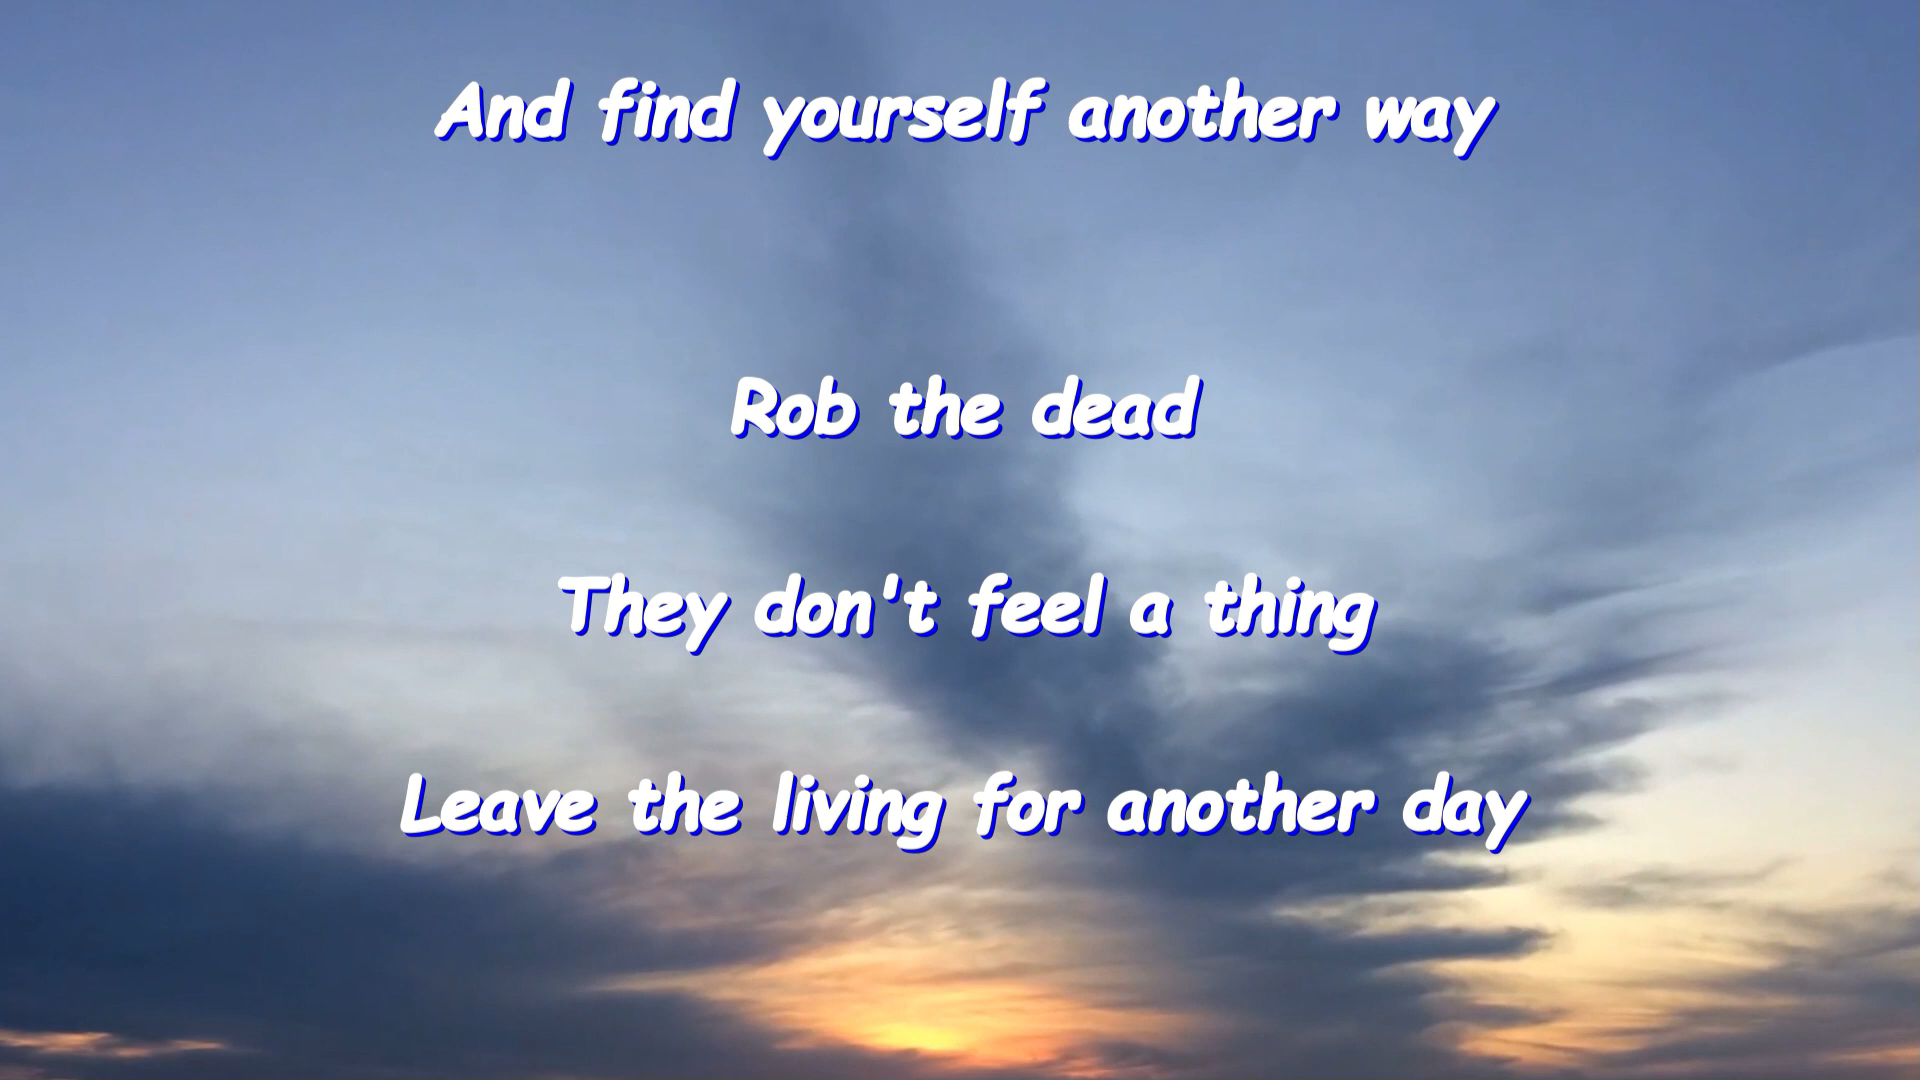 And find yourself another way
Rob the dead
They don't feel a thing
Leave the living for another day